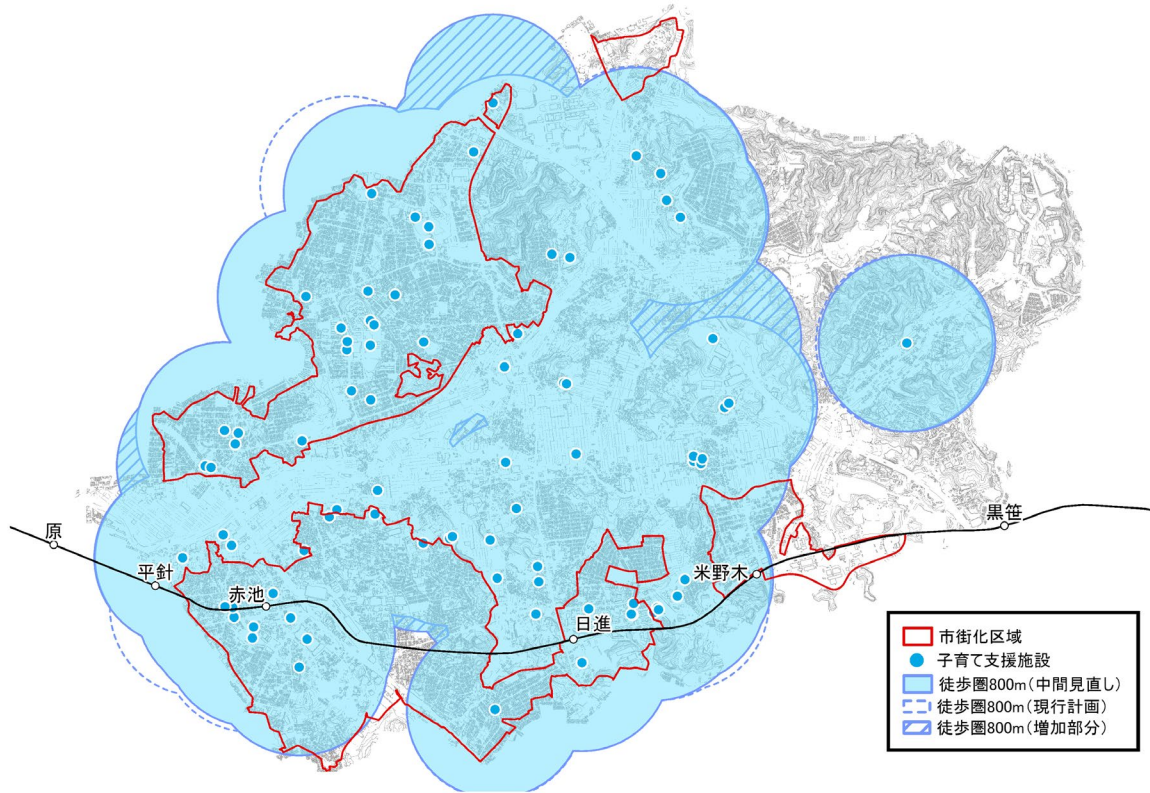 原
平針
赤池
日進
米野木
黒笹
市街化区域
子育て支援施設
徒歩圏800m(中間見直し)
徒歩圏800m(現行計画)
徒歩圏800m(増加部分)